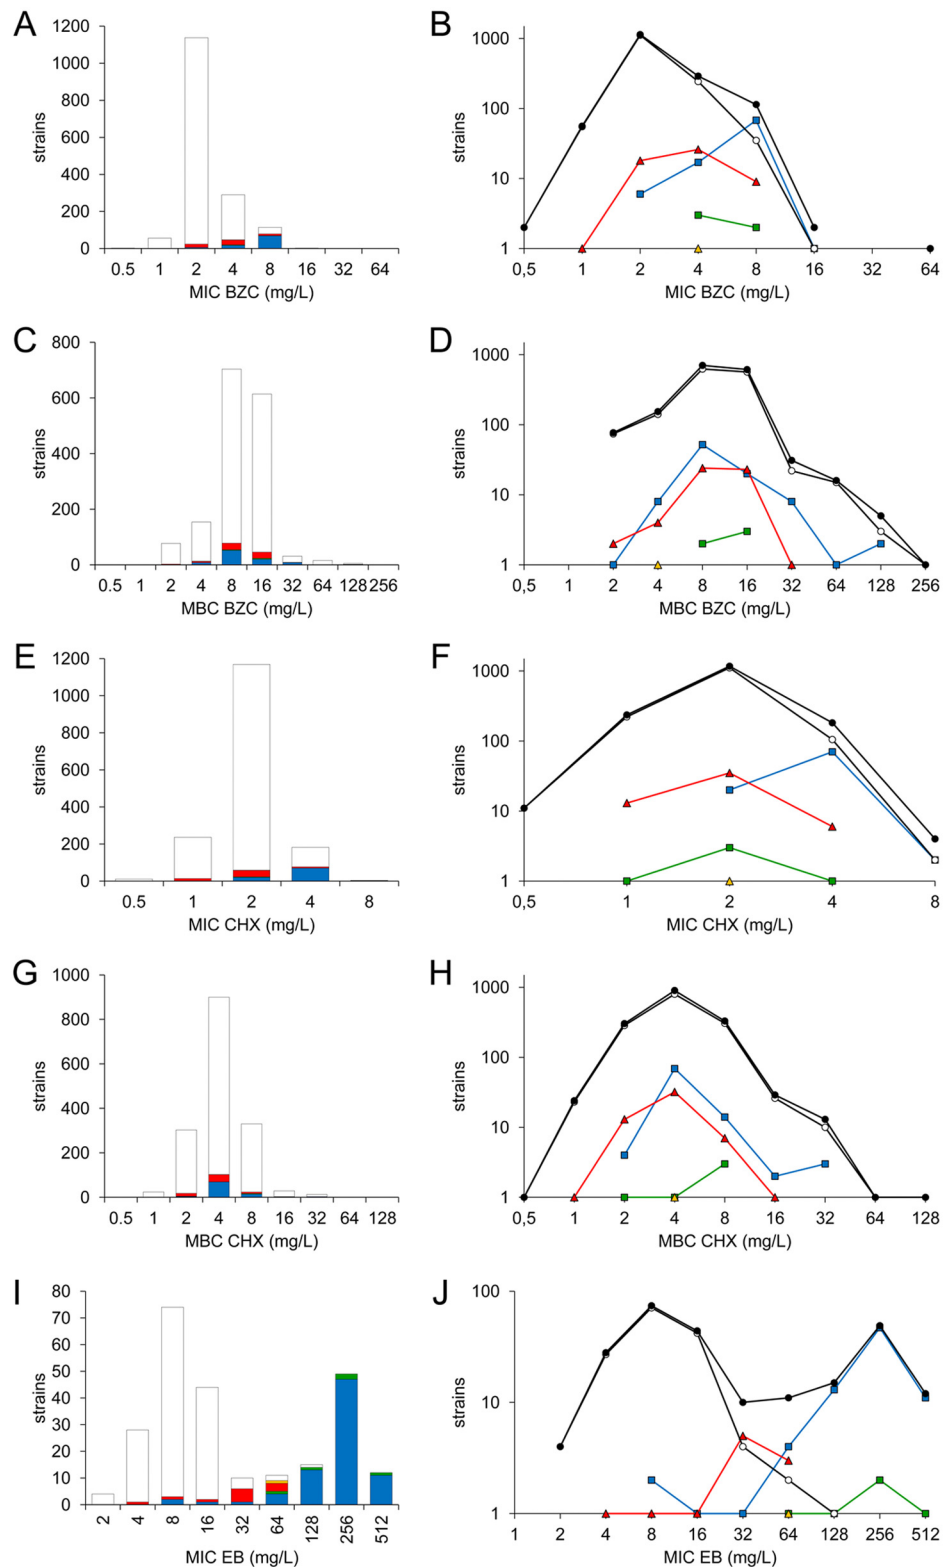 A
1200
1000
800
600
400
200
0
strains
0.5 1 2 4 8 16 32 64
MIC BZC (mg/L)
B
1000
100
10
1
strains
0,5 1 2 4 8 16 32 64
MIC BZC (mg/L)
C
800
600
400
200
0
strains
0.5 1 2 4 8 16 32 64 128 256
MBC BZC (mg/L)
D
1000
100
10
1
strains
0,5 1 2 4 8 16 32 64 128 256
MBC BZC (mg/L)
E
1200
1000
800
600
400
200
0
strains
0.5 1 2 4 8
MIC CHX (mg/L)
F
1000
100
10
1
strains
0,5 1 2 4 8
MIC CHX (mg/L)
G
1000
800
600
400
200
0
strains
0.5 1 2 4 8 16 32 64 128
MBC CHX (mg/L)
H
1000
100
10
1
strains
0,5 1 2 4 8 16 32 64 128
MBC CHX (mg/L)
I
80
70
60
50
40
30
20
10
0
strains
2 4 8 16 32 64 128 256 512
MIC EB (mg/L)
J
100
10
1
strains
1 2 4 8 16 32 64 128 256 512
MIC EB (mg/L)